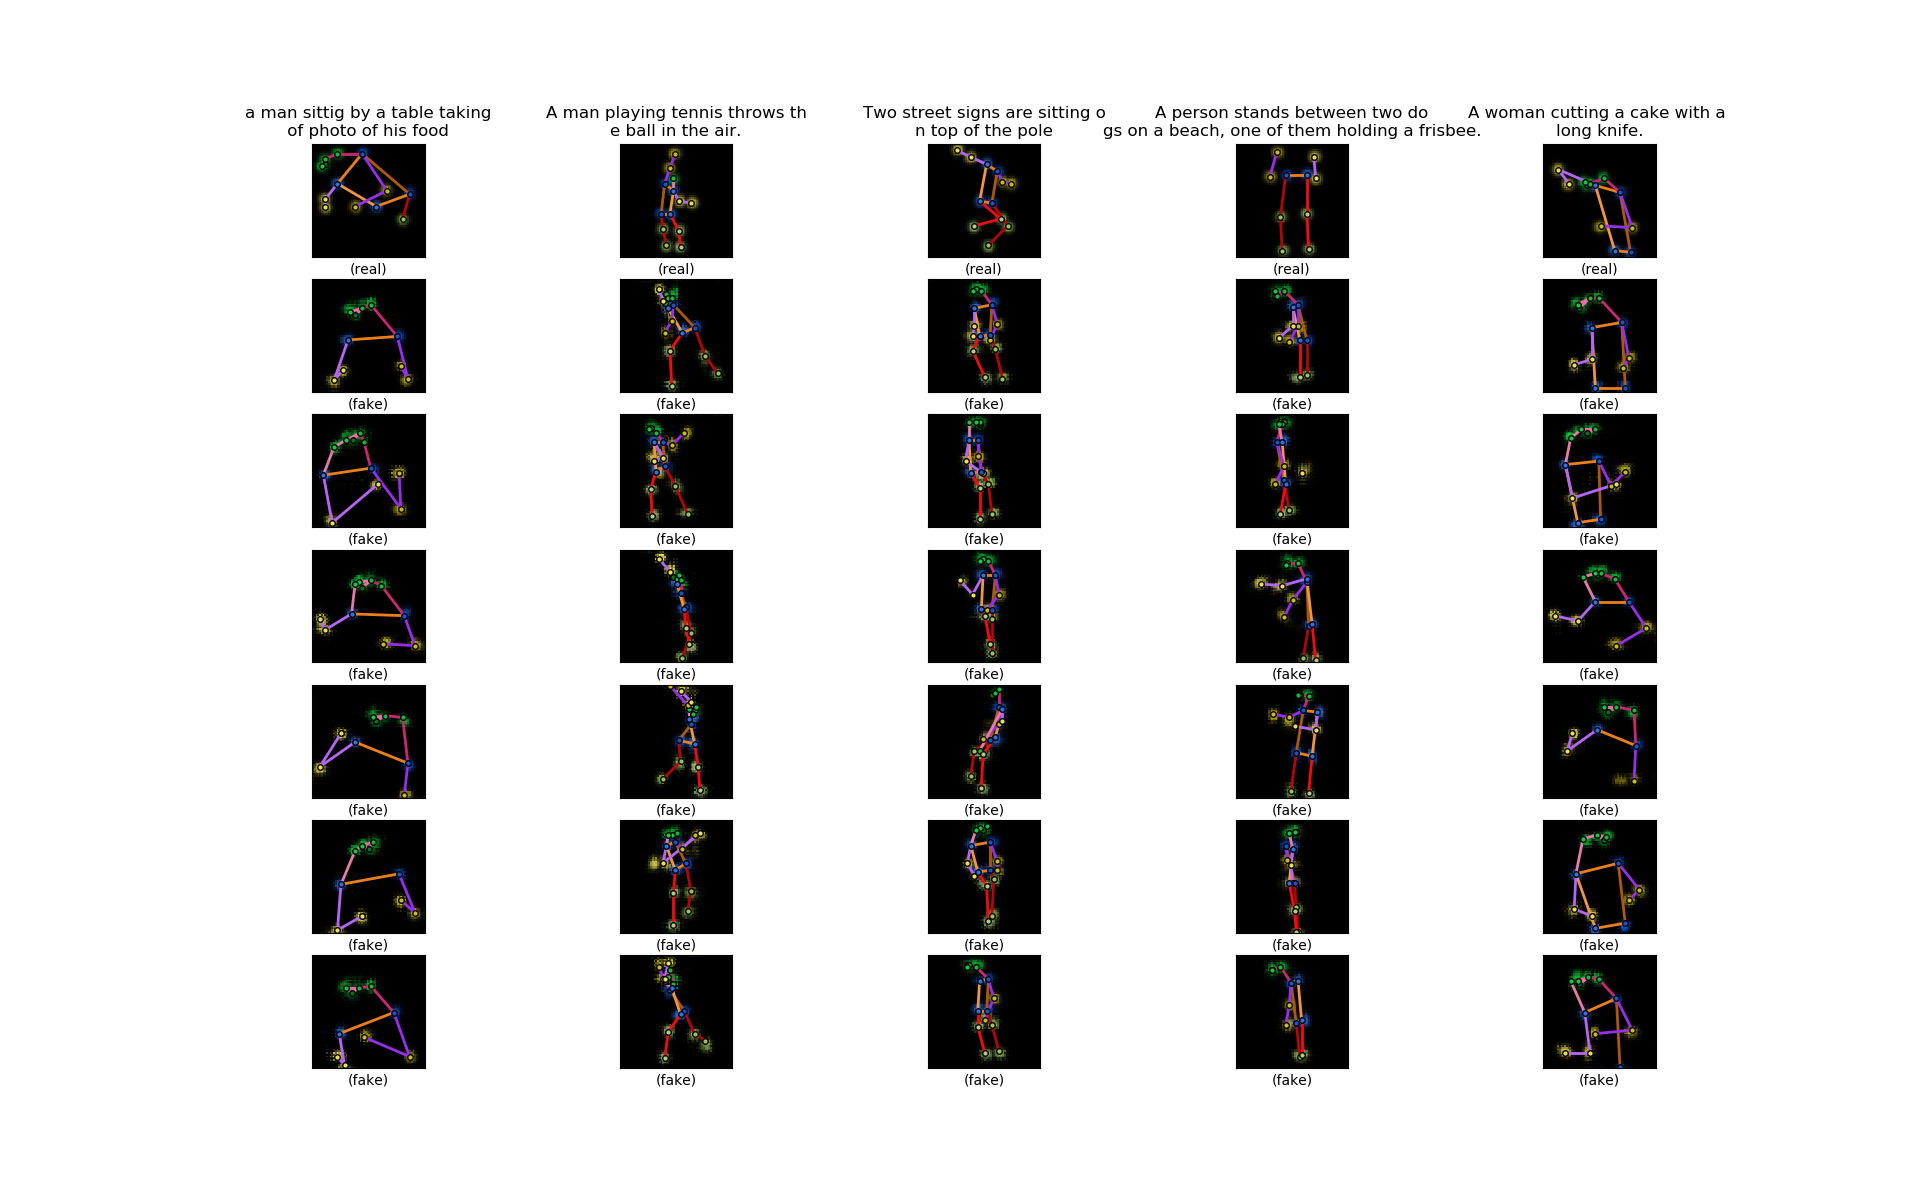 a man sittig by a table taking
of photo of his food
A man playing tennis throws th
e ball in the air.
Two street signs are sitting o
n top of the pole
A person stands between two do
gs on a beach, one of them holding a frisbee.
A woman cutting a cake with a
long knife.
(real) (real) (real) (real) (real)
(fake) (fake) (fake) (fake) (fake)
(fake) (fake) (fake) (fake) (fake)
(fake) (fake) (fake) (fake) (fake)
(fake) (fake) (fake) (fake) (fake)
(fake) (fake) (fake) (fake) (fake)
(fake) (fake) (fake) (fake) (fake)